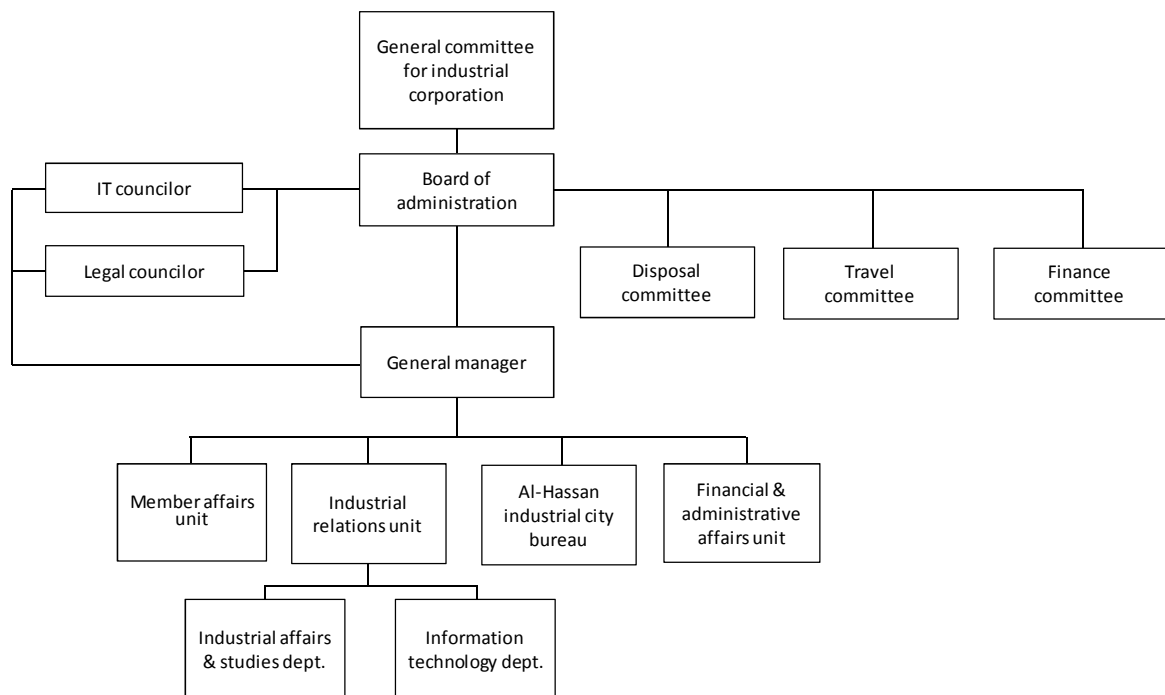 General committee
for industrial
corporation
IT councilor
Board of
administration
Legal councilor
Disposal
committee
Travel
committee
Finance
committee
General manager
Member affairs
unit
Industrial
relations unit
Al-Hassan
industrial city
bureau
Financial &
administrative
affairs unit
Industrial affairs
& studies dept.
Information
technology dept.